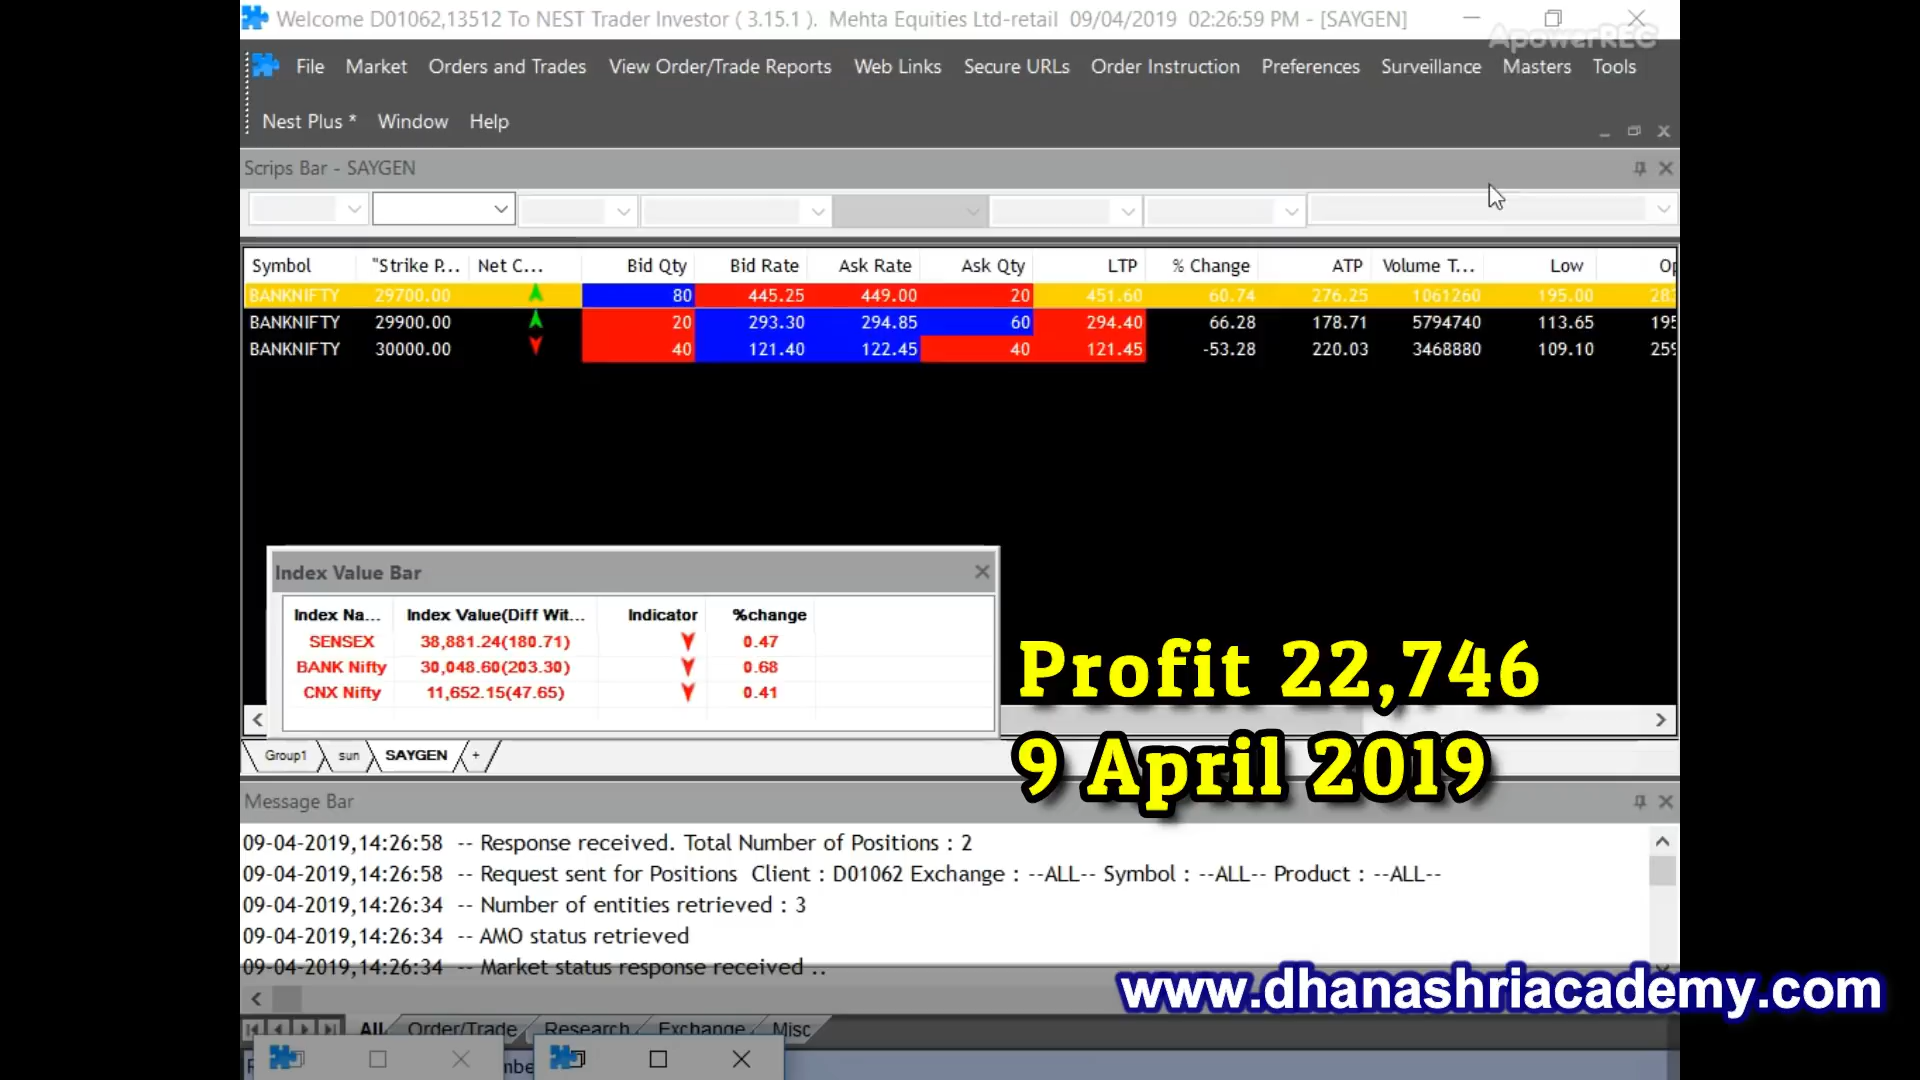 Welcome D01062,13512 To NEST Trader Investor ( 3.15.1 ). Mehta Equities Ltd-retail 09/04/2019 02:26:59 PM - [SAYGEN]
ApowerREC
File Market Orders and Trades View Order/Trade Reports Web Links Secure URLs Order Instruction Preferences Surveillance Masters Tools
Nest Plus * Window Help
Scrips Bar - SAYGEN
Symbol "Strike P... Net C... Bid Qty Bid Rate Ask Rate Ask Qty LTP % Change ATP Volume T... Low Op
BANKNIFTY 29700.00 80 445.25 449.00 20 451.60 60.74 276.25 1061260 195.00 283
BANKNIFTY 29900.00 20 293.30 294.85 60 294.40 66.28 178.71 5794740 113.65 195
BANKNIFTY 30000.00 40 121.40 122.45 40 121.45 -53.28 220.03 3468880 109.10 259
Index Value Bar
Index Na... Index Value(Diff Wit... Indicator %change
SENSEX 38,881.24(180.71) 0.47
BANK Nifty 30,048.60(203.30) 0.68
CNX Nifty 11,652.15(47.65) 0.41
Profit 22,746
9 April 2019
Group1 sun SAYGEN +
Message Bar
09-04-2019,14:26:58 -- Response received. Total Number of Positions : 2
09-04-2019,14:26:58 -- Request sent for Positions Client : D01062 Exchange : --ALL-- Symbol : --ALL-- Product : --ALL--
09-04-2019,14:26:34 -- Number of entities retrieved : 3
09-04-2019,14:26:34 -- AMO status retrieved
09-04-2019,14:26:34 -- Market status response received ..
www.dhanashriacademy.com
All Order/Trade Research Exchange Misc